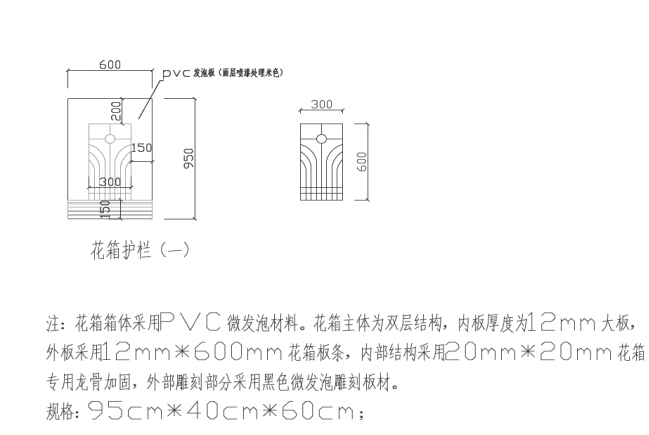 600
pvc 发泡板（面层喷漆处理米色）
200
150
950
300
150
花箱护栏（一）
300
600
注：花箱箱体采用PVC微发泡材料。花箱主体为双层结构，内板厚度为12mm大板，
外板采用12mm*600mm花箱板条，内部结构采用20mm*20mm花箱
专用龙骨加固，外部雕刻部分采用黑色微发泡雕刻板材。
规格：95cm*40cm*60cm；